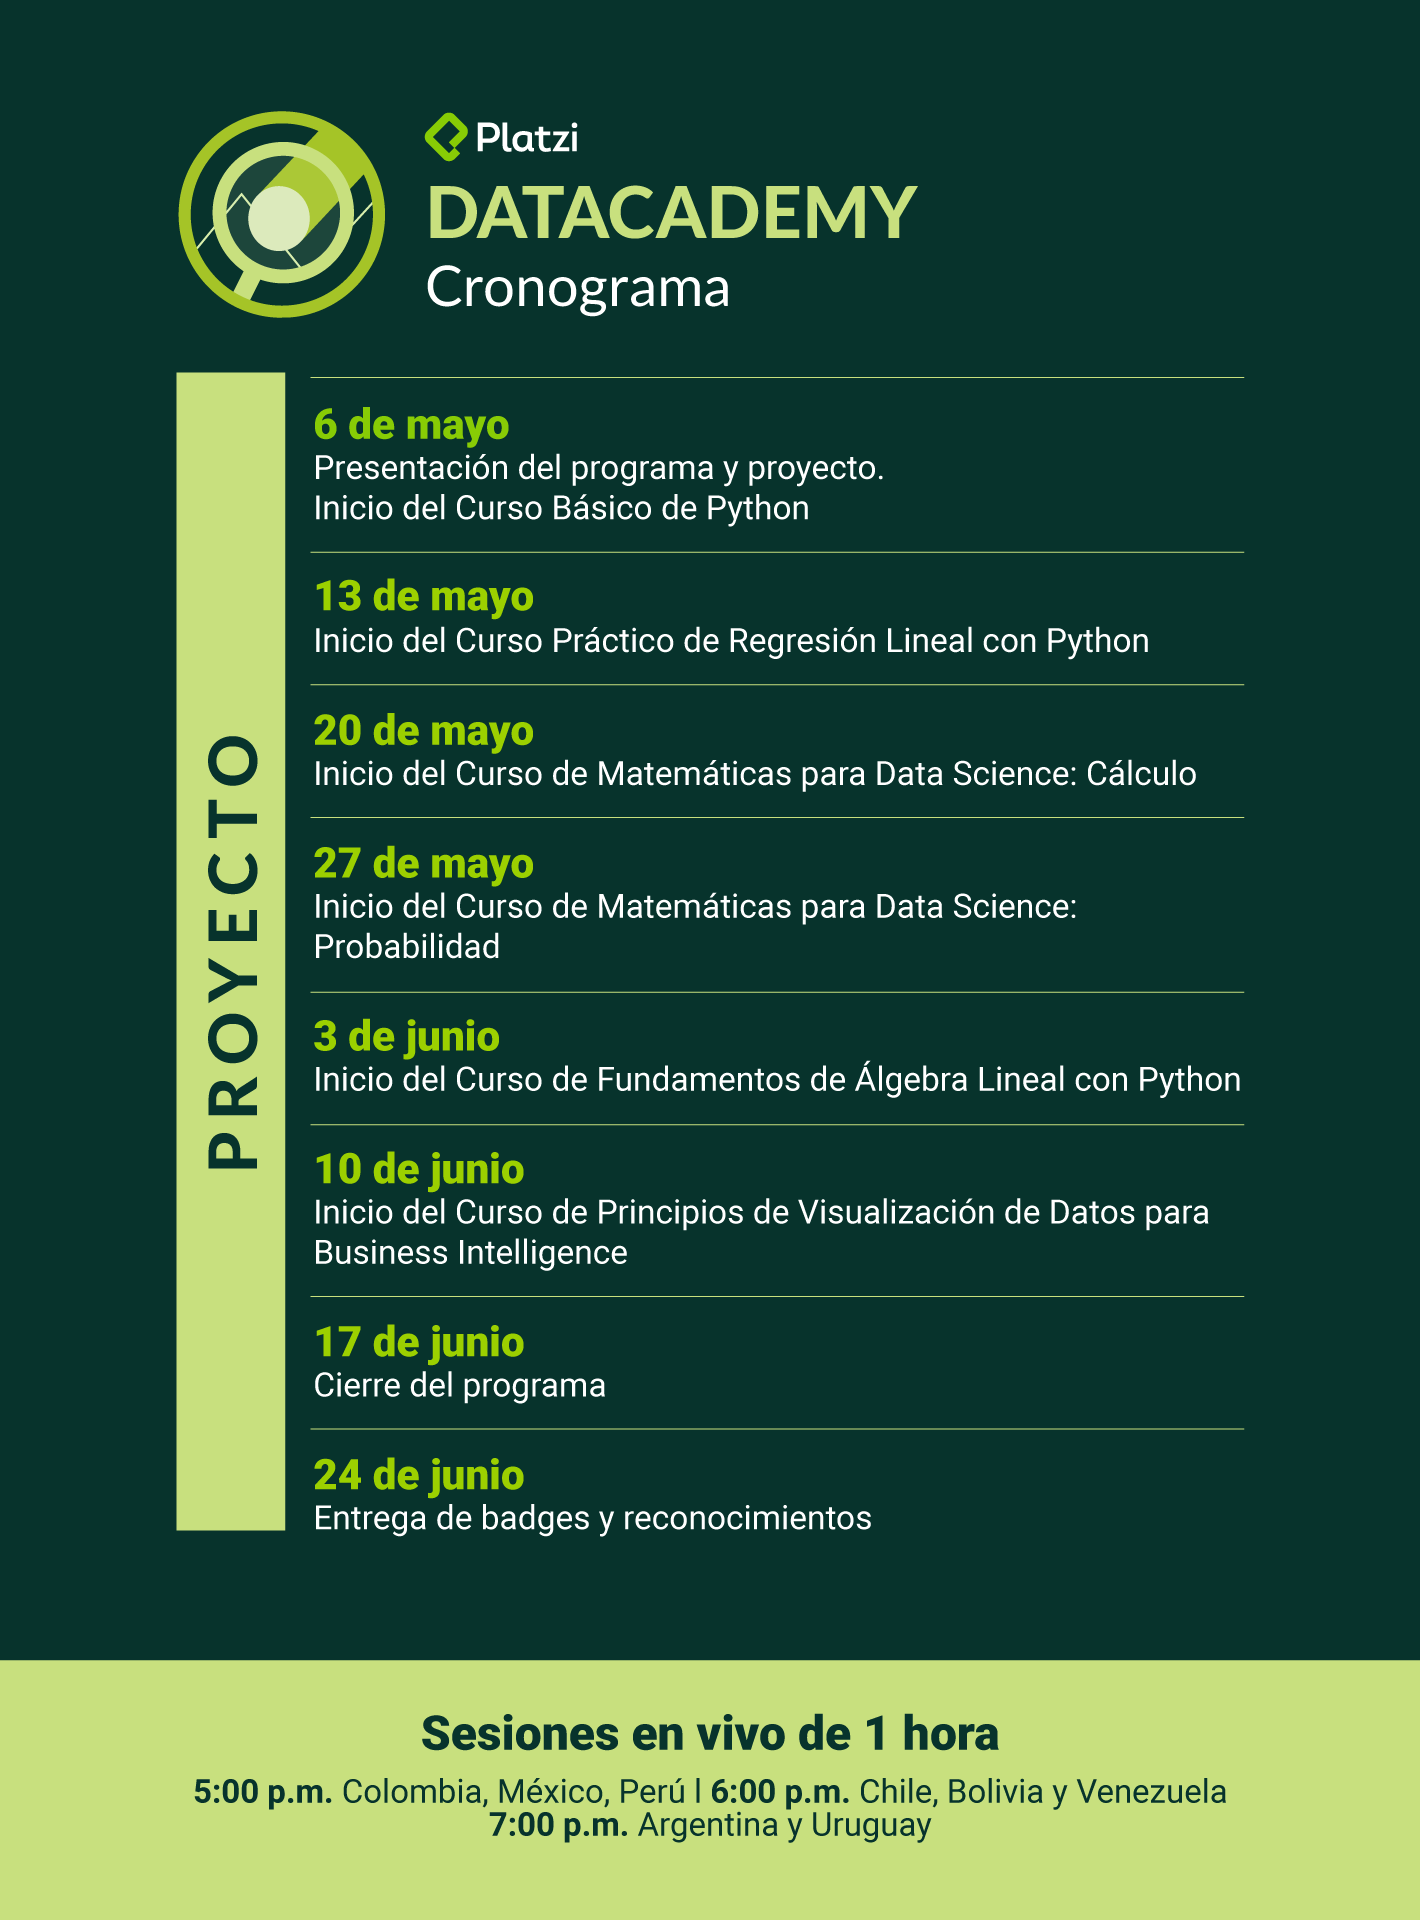 Platzi
DATACADEMY
Cronograma
PROYECTO
6 de mayo
Presentación del programa y proyecto.
Inicio del Curso Básico de Python
13 de mayo
Inicio del Curso Práctico de Regresión Lineal con Python
20 de mayo
Inicio del Curso de Matemáticas para Data Science: Cálculo
27 de mayo
Inicio del Curso de Matemáticas para Data Science:
Probabilidad
3 de junio
Inicio del Curso de Fundamentos de Álgebra Lineal con Python
10 de junio
Inicio del Curso de Principios de Visualización de Datos para
Business Intelligence
17 de junio
Cierre del programa
24 de junio
Entrega de badges y reconocimientos
Sesiones en vivo de 1 hora
5:00 p.m. Colombia, México, Perú l 6:00 p.m. Chile, Bolivia y Venezuela
7:00 p.m. Argentina y Uruguay